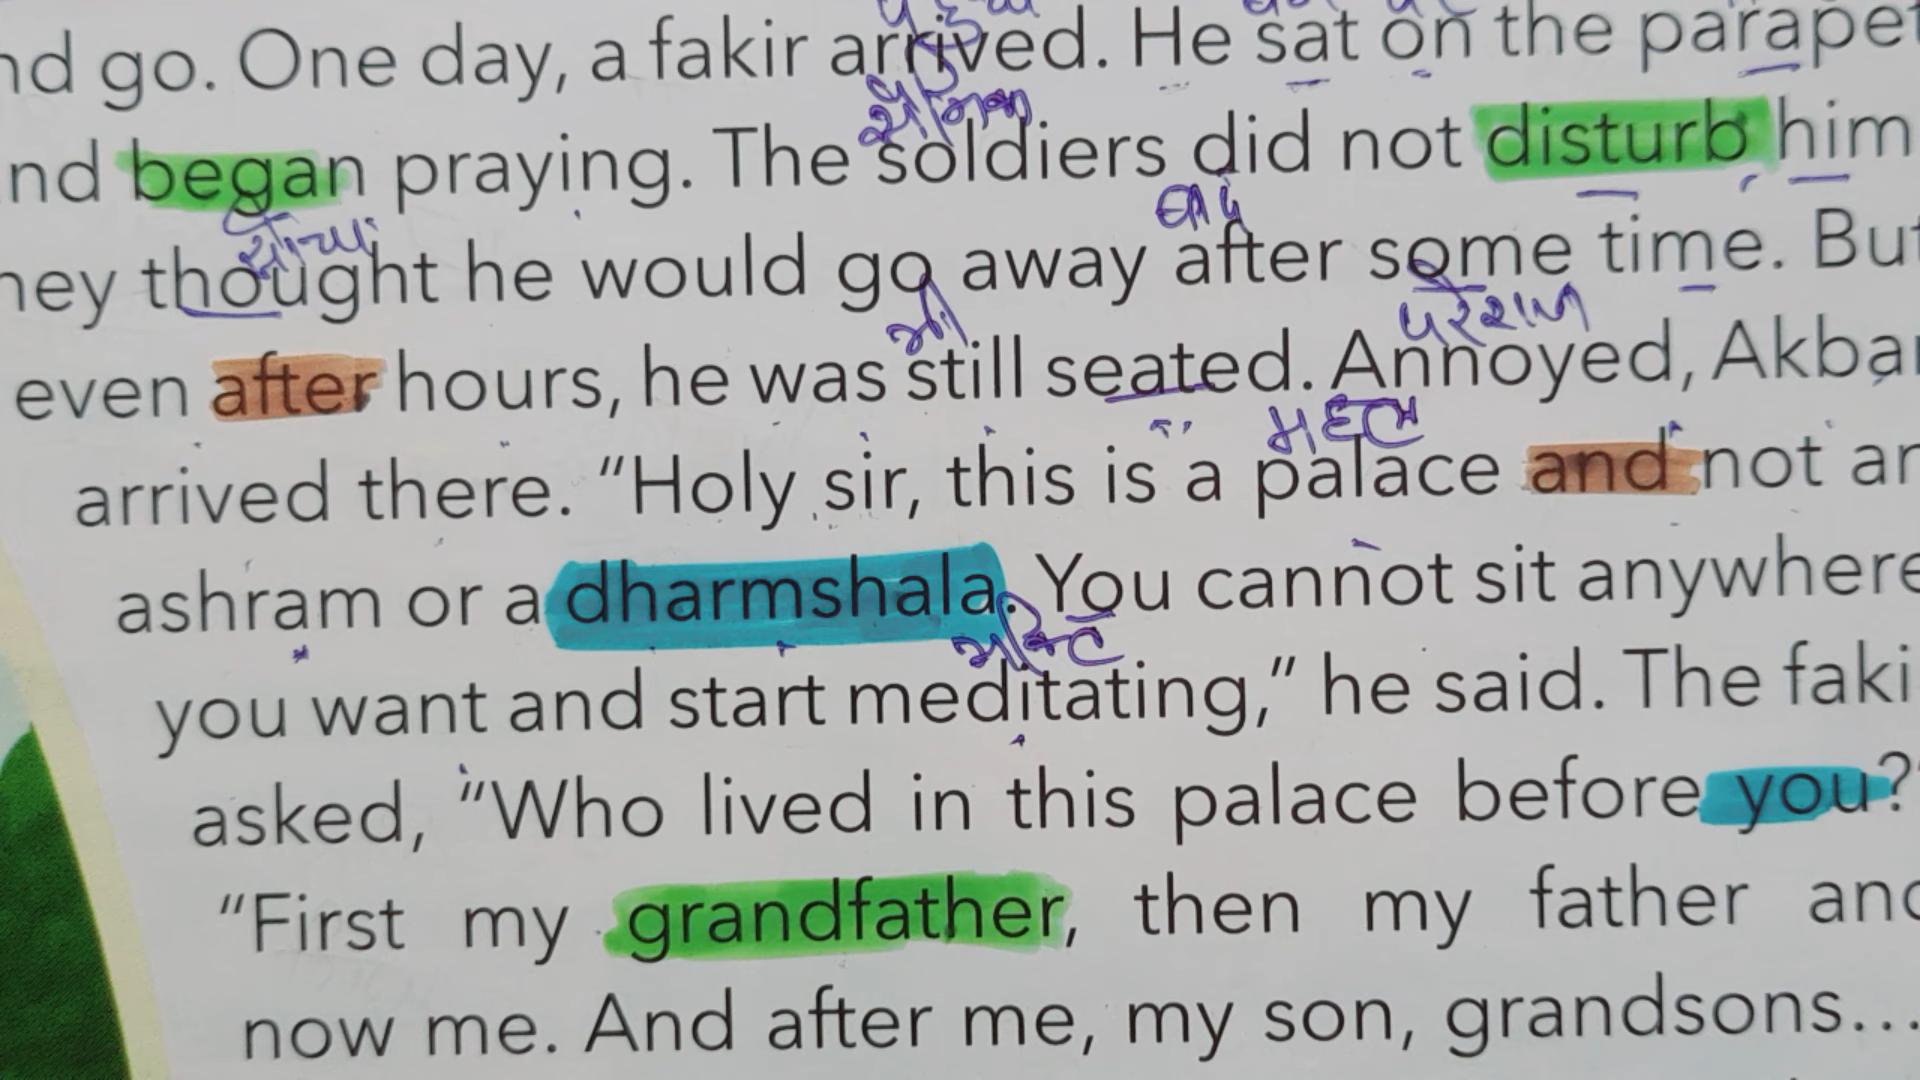 go. One day, a fakir arrived. He sat on the parapet
began praying. The soldiers did not disturb him
thought he would go away after some time. But
even after hours, he was still seated. Annoyed, Akbar
arrived there. “Holy sir, this is a palace and not an
ashram or a dharmshala. You cannot sit anywhere
you want and start meditating,” he said. The faki
asked, “Who lived in this palace before you?”
“First my grandfather, then my father and
now me. And after me, my son, grandsons...